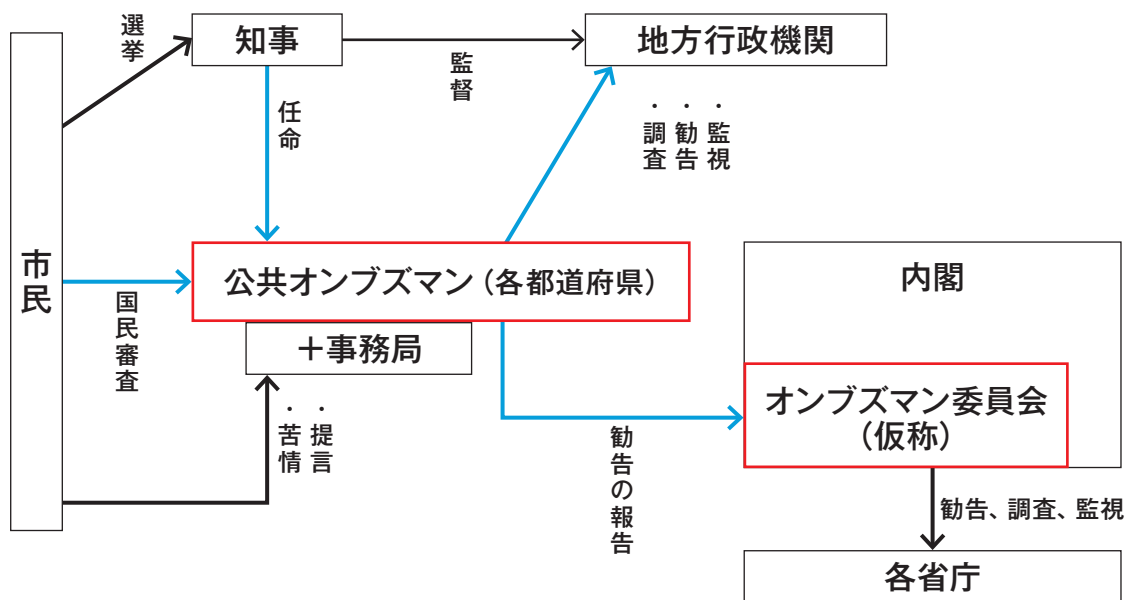 選挙
知事
監督
地方行政機関
任命
・監視
・勧告
・調査
市民
国民審査
公共オンブズマン（各都道府県）
＋事務局
・提言
・苦情
勧告の報告
内閣
オンブズマン委員会
（仮称）
勧告、調査、監視
各省庁